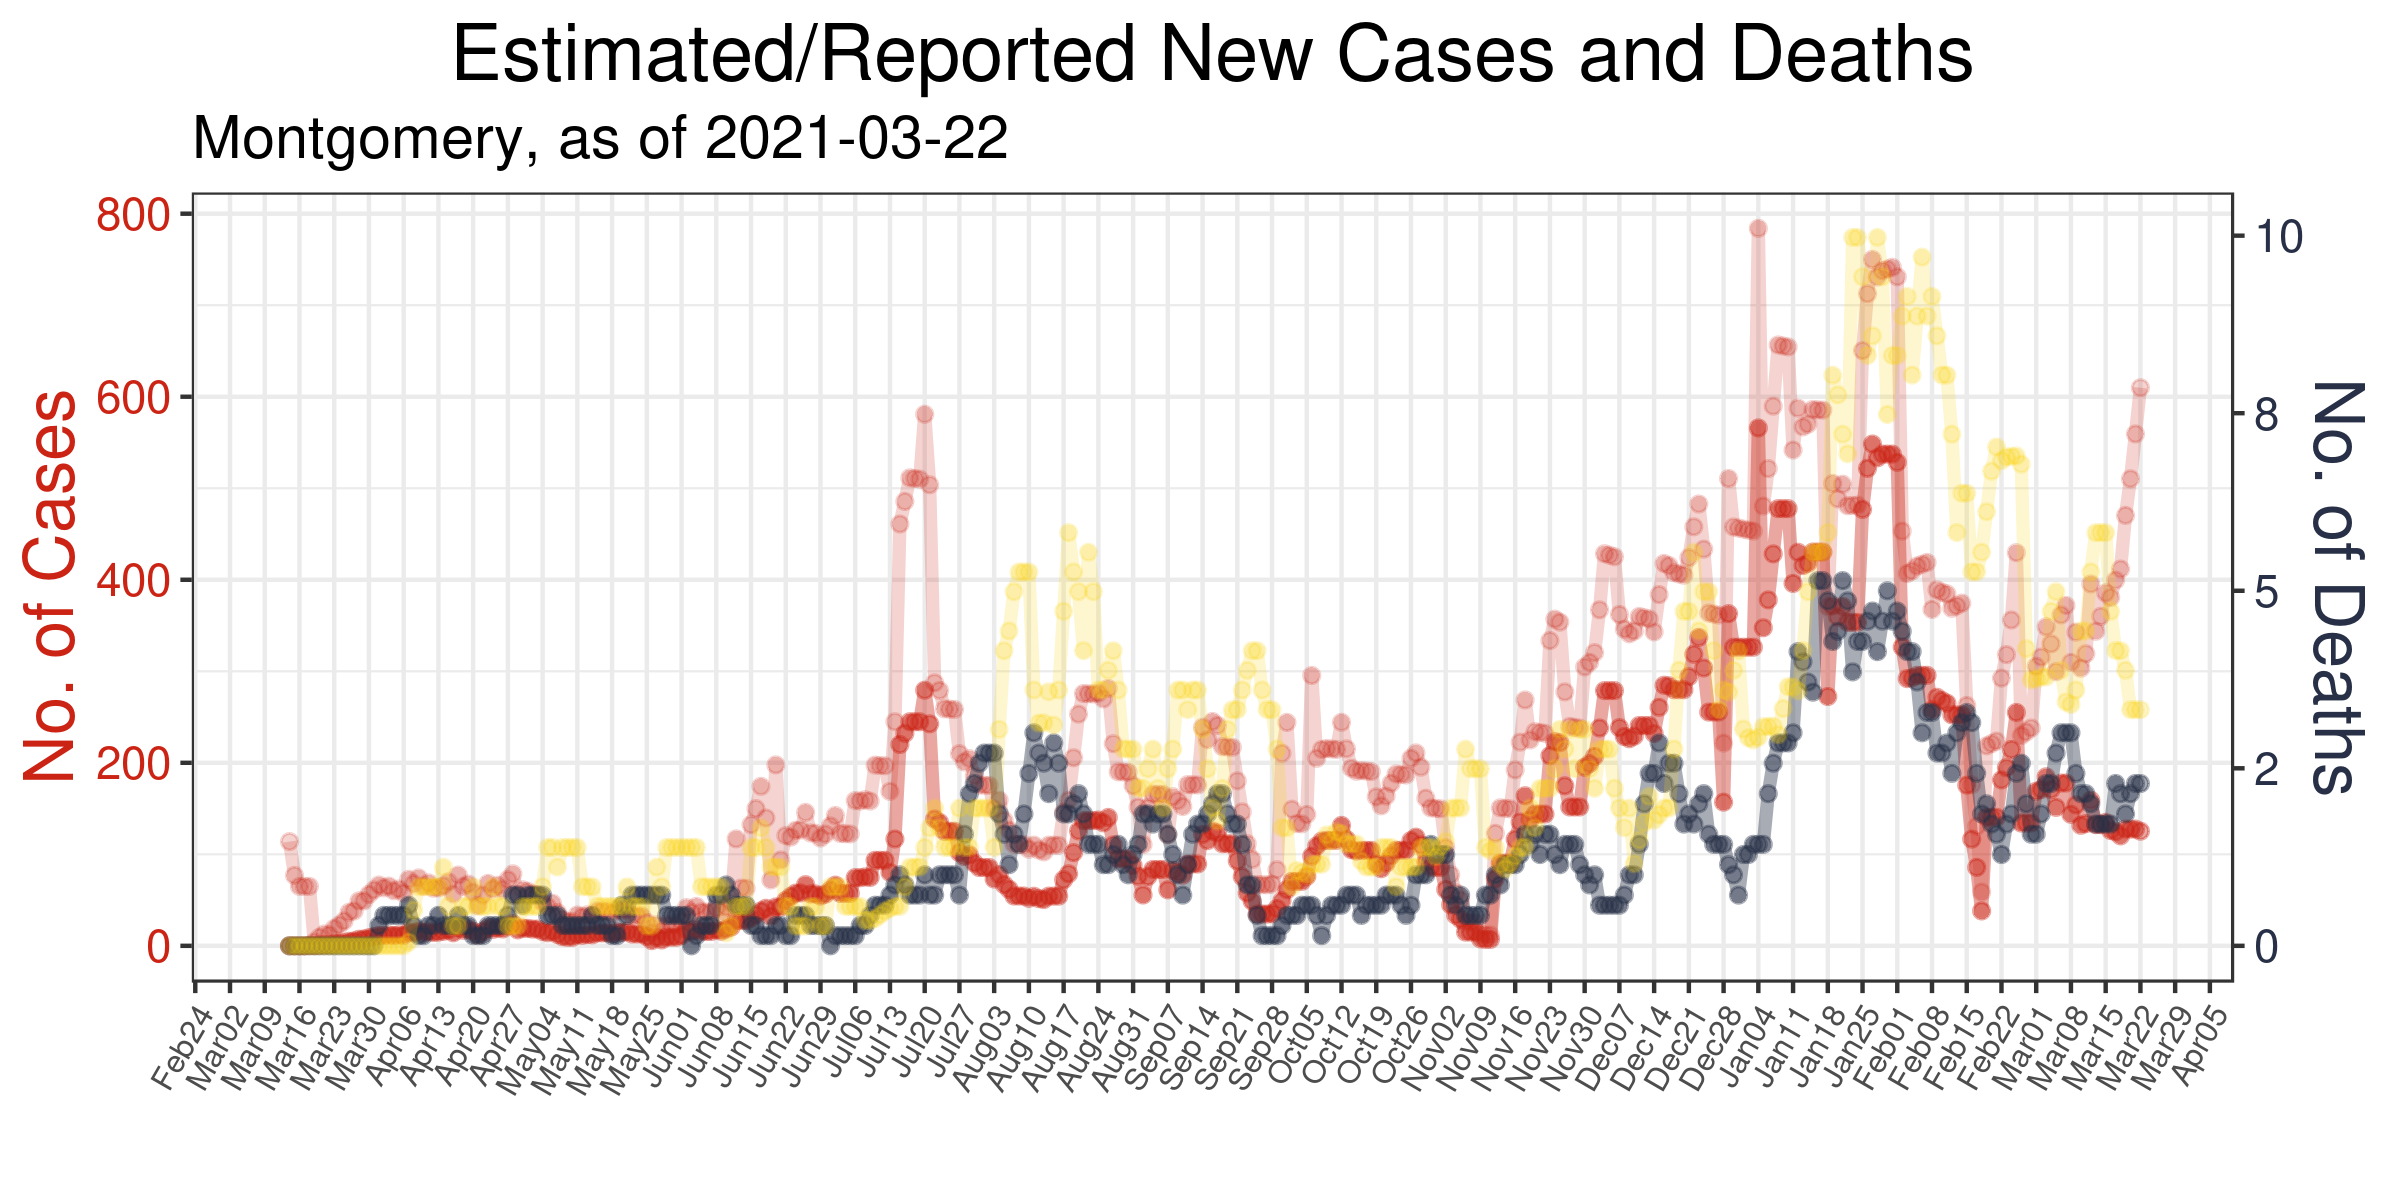 Estimated/Reported New Cases and Deaths
Montgomery, as of 2021-03-22
No. of Cases
800
600
400
200
0
10
8
5
2
0
No. of Deaths
Feb24
Mar02
Mar09
Mar16
Mar23
Mar30
Apr06
Apr13
Apr20
Apr27
May04
May11
May18
May25
Jun01
Jun08
Jun15
Jun22
Jun29
Jul06
Jul13
Jul20
Jul27
Aug03
Aug10
Aug17
Aug24
Aug31
Sep07
Sep14
Sep21
Sep28
Oct05
Oct12
Oct19
Oct26
Nov02
Nov09
Nov16
Nov23
Nov30
Dec07
Dec14
Dec21
Dec28
Jan04
Jan11
Jan18
Jan25
Feb01
Feb08
Feb15
Feb22
Mar01
Mar08
Mar15
Mar22
Mar29
Apr05